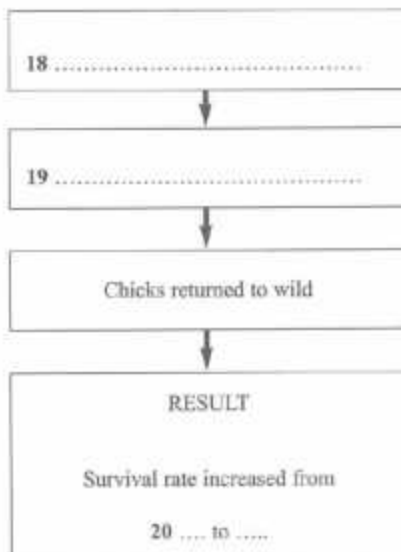 18 ............................................
19 ............................................
Chicks returned to wild
RESULT
Survival rate increased from
20 .... to .....